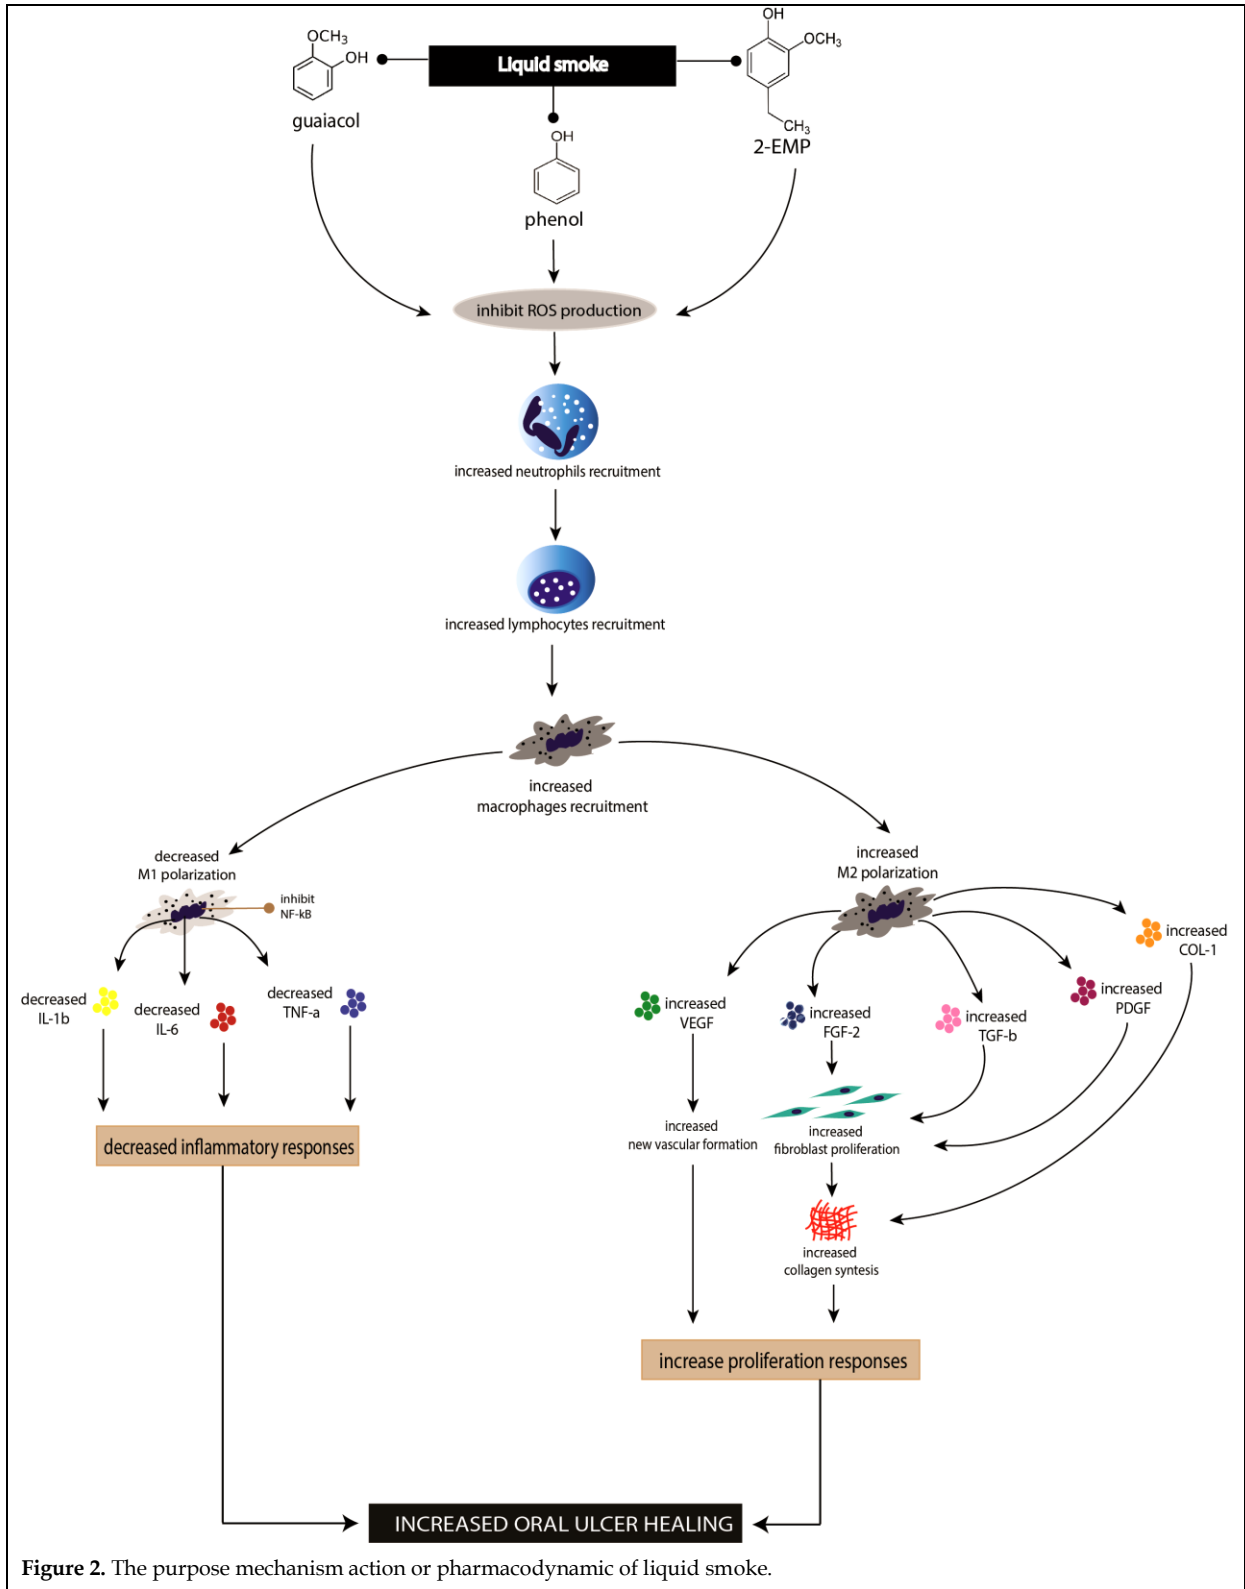 Liquid smoke
OCH3
OH
guaiacol
OH
phenol
OH
OCH3
CH3
2-EMP
inhibit ROS production
increased neutrophils recruitment
increased lymphocytes recruitment
increased
macrophages recruitment
decreased
M1 polarization
inhibit
NF-kB
decreased
IL-1b
decreased
IL-6
decreased
TNF-a
decreased inflammatory responses
increased
M2 polarization
increased
VEGF
increased
FGF-2
increased
TGF-b
increased
PDGF
increased
COL-1
increased
new vascular formation
increased
fibroblast proliferation
increased
collagen syntesis
increase proliferation responses
INCREASED ORAL ULCER HEALING
Figure 2. The purpose mechanism action or pharmacodynamic of liquid smoke.